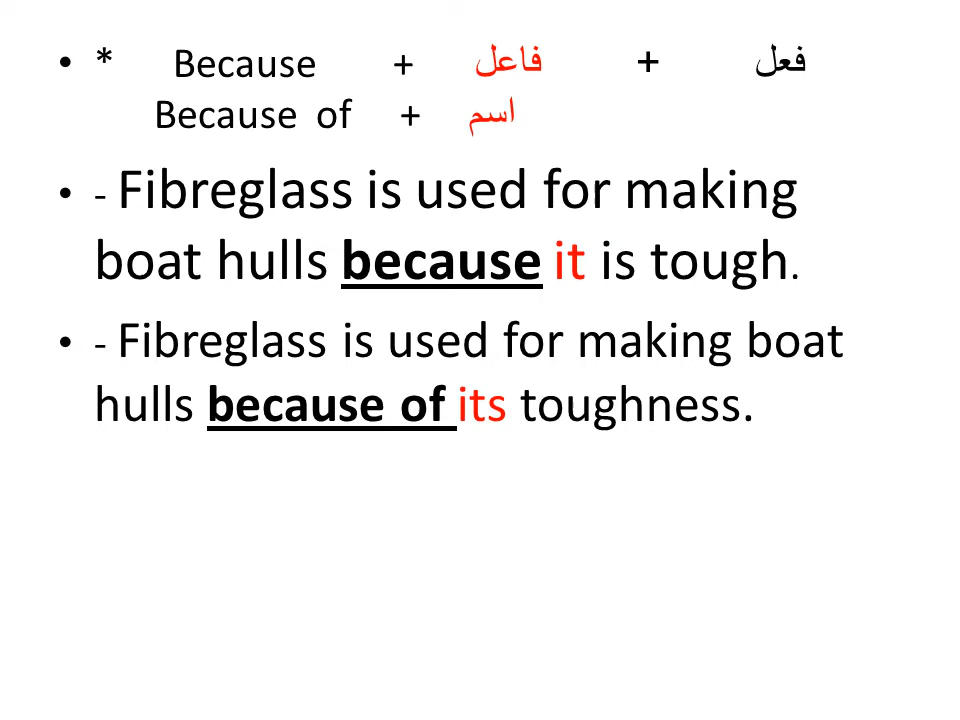 • * Because + فاعل + فعل
Because of + اسم
• - Fibreglass is used for making
boat hulls because it is tough.
• - Fibreglass is used for making boat
hulls because of its toughness.